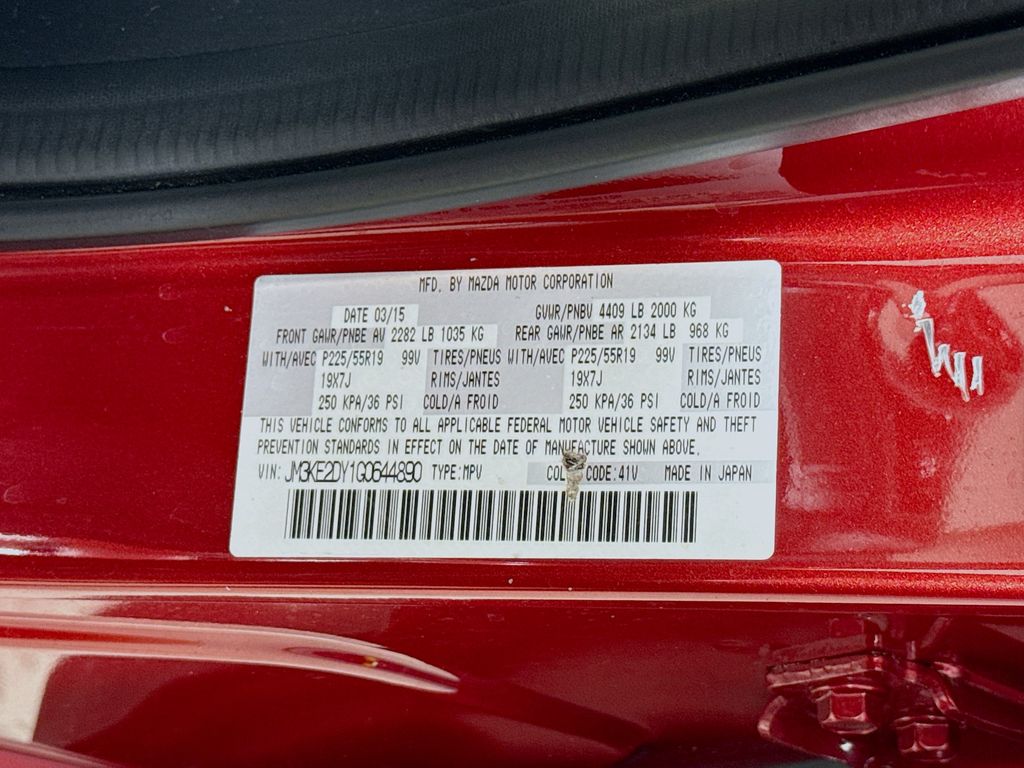 MFD. BY MAZDA MOTOR CORPORATION
DATE 03/15 GVWR/PNBV 4409 LB 2000 KG
FRONT GAWR/PNBE AV 2282 LB 1035 KG REAR GAWR/PNBE AR 2134 LB 968 KG
WITH/AVEC P225/55R19 99V TIRES/PNEUS WITH/AVEC P225/55R19 99V TIRES/PNEUS
19X7J RIMS/JANTES 19X7J RIMS/JANTES
250 KPA/36 PSI COLD/A FROID 250 KPA/36 PSI COLD/A FROID
THIS VEHICLE CONFORMS TO ALL APPLICABLE FEDERAL MOTOR VEHICLE SAFETY AND THEFT
PREVENTION STANDARDS IN EFFECT ON THE DATE OF MANUFACTURE SHOWN ABOVE.
VIN: JM3KE2DY1G0644890 TYPE:MPV CODE:41V MADE IN JAPAN